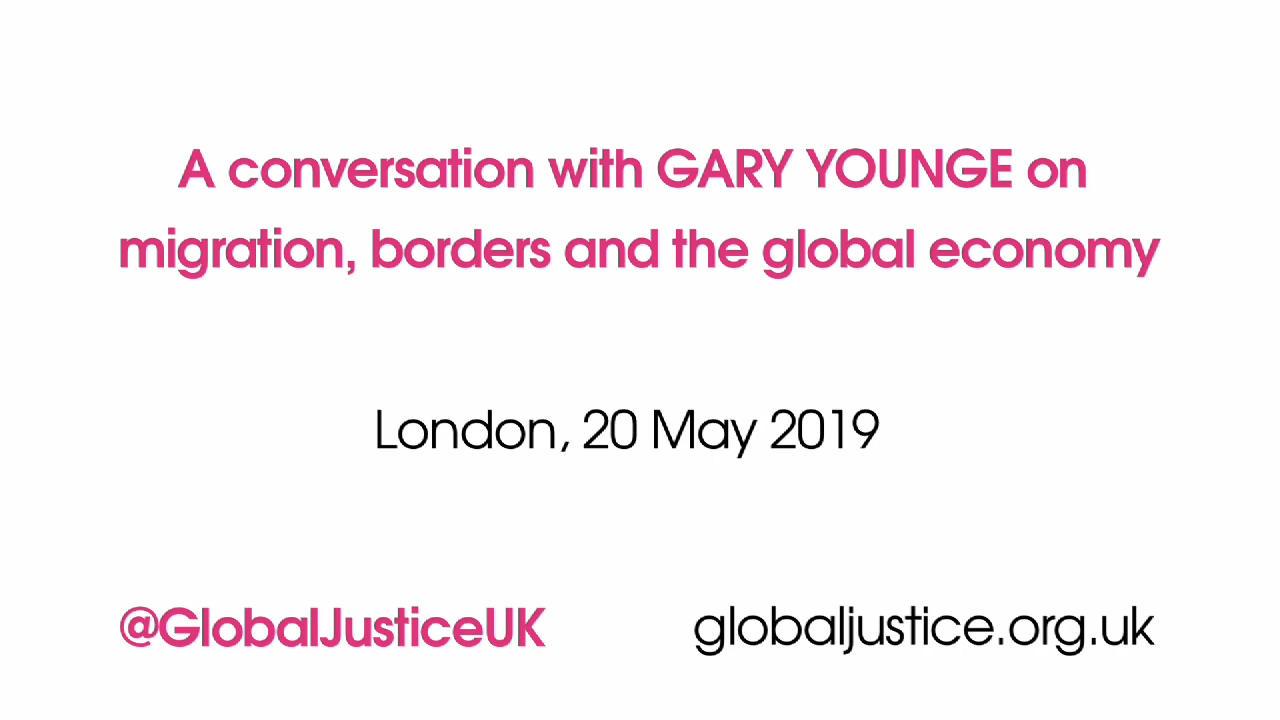 A conversation with GARY YOUNGE on
migration, borders and the global economy
London, 20 May 2019
@GlobalJusticeUK
globaljustice.org.uk